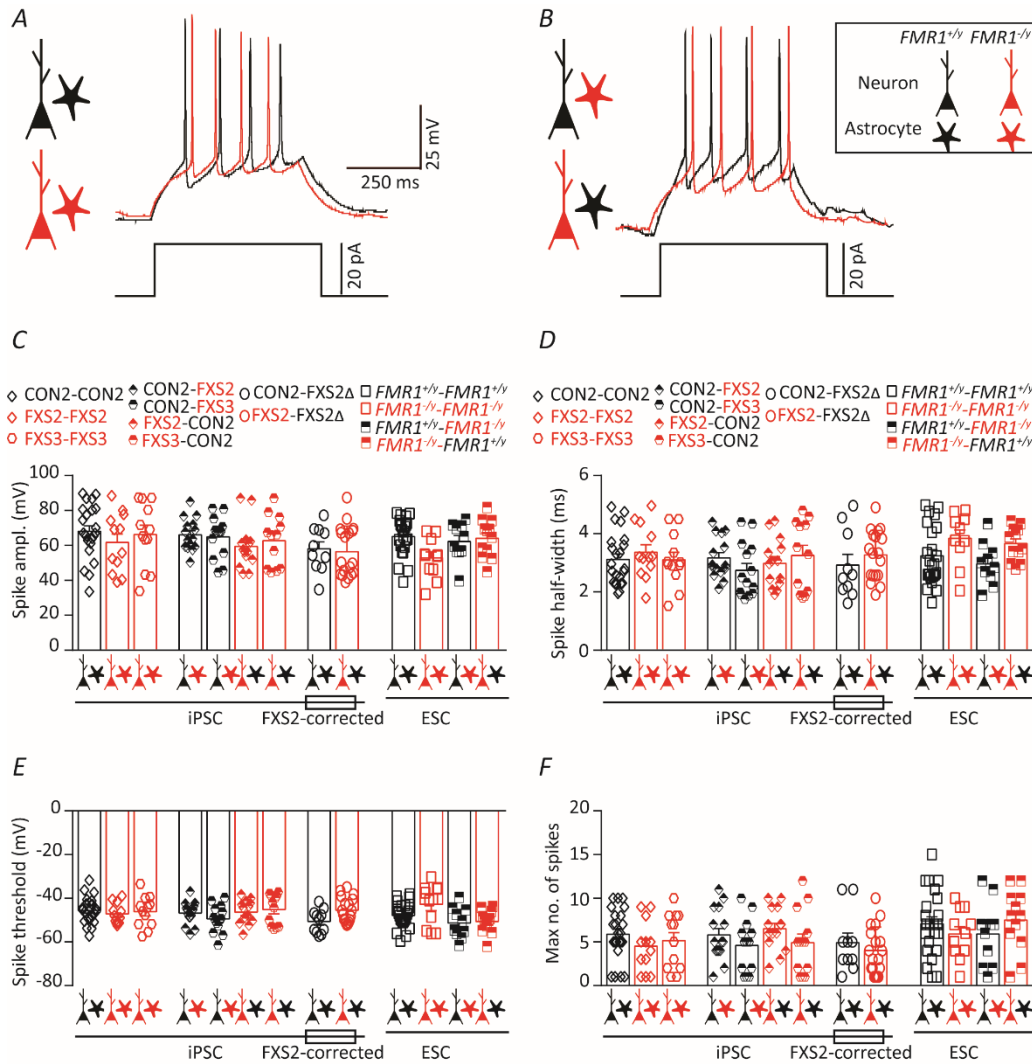 A
B
FMR1+/y FMR1-/y
Neuron
Astrocyte
25 mV
250 ms
20 pA
20 pA
C
D
CON2-CON2
CON2-FXS2
CON2-FXS2Δ
FMR1+/y-FMR1+/y
FXS2-FXS2
CON2-FXS3
FXS2-FXS2Δ
FMR1-/y-FMR1-/y
FXS3-FXS3
FXS2-CON2
FMR1+/y-FMR1-/y
FXS3-CON2
FMR1-/y-FMR1+/y
CON2-CON2
CON2-FXS2
CON2-FXS2Δ
FMR1+/y-FMR1+/y
FXS2-FXS2
CON2-FXS3
FXS2-FXS2Δ
FMR1-/y-FMR1-/y
FXS3-FXS3
FXS2-CON2
FMR1+/y-FMR1-/y
FXS3-CON2
FMR1-/y-FMR1+/y
Spike ampl. (mV)
100
80
60
40
20
0
iPSC
FXS2-corrected
ESC
Spike half-width (ms)
6
4
2
0
iPSC
FXS2-corrected
ESC
E
F
Spike threshold (mV)
-0
-20
-40
-60
-80
iPSC
FXS2-corrected
ESC
Max no. of spikes
20
15
10
5
0
iPSC
FXS2-corrected
ESC